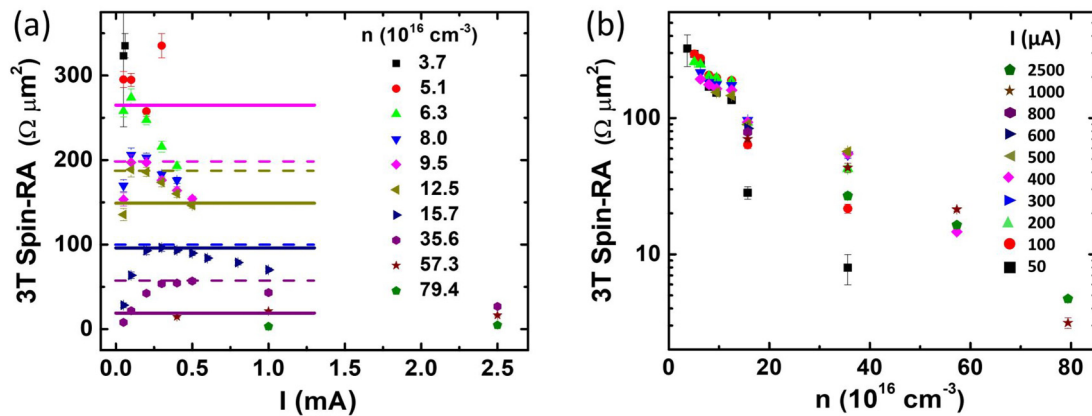 (a)
n (10¹⁶ cm⁻³)
3.7
5.1
6.3
8.0
9.5
12.5
15.7
35.6
57.3
79.4
300
200
100
0
3T Spin-RA (Ω μm²)
0.0 0.5 1.0 1.5 2.0 2.5
I (mA)
(b)
I (μA)
2500
1000
800
600
500
400
300
200
100
50
100
10
3T Spin-RA (Ω μm²)
0 20 40 60 80
n (10¹⁶ cm⁻³)